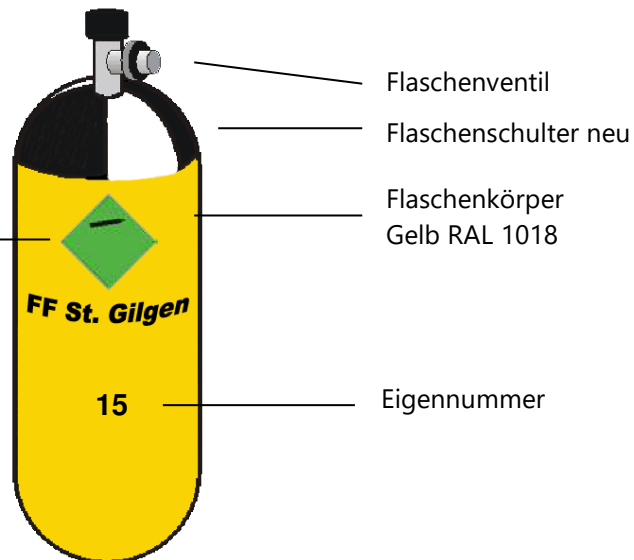 Flaschenventil
Flaschenschulter neu
Flaschenkörper
Gelb RAL 1018
FF St. Gilgen
15
Eigennummer